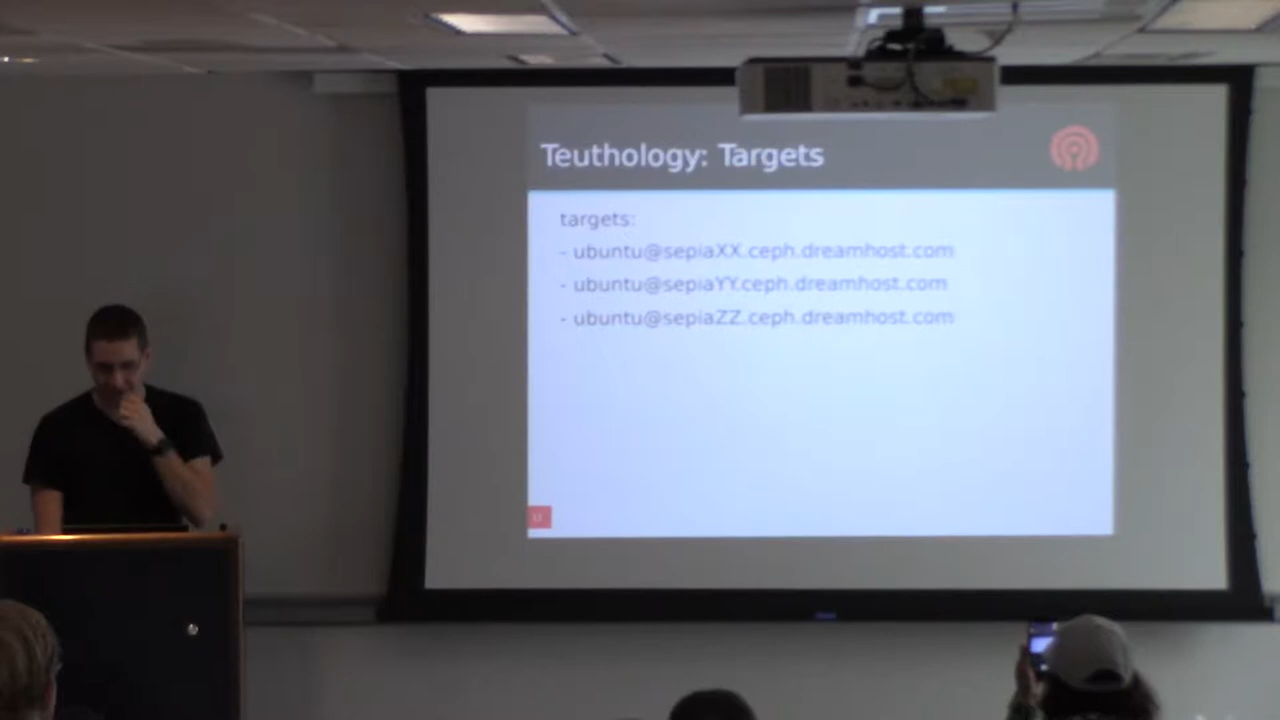 Teuthology: Targets
targets:
- ubuntu@sepiaXX.ceph.dreamhost.com
- ubuntu@sepiaYY.ceph.dreamhost.com
- ubuntu@sepiaZZ.ceph.dreamhost.com